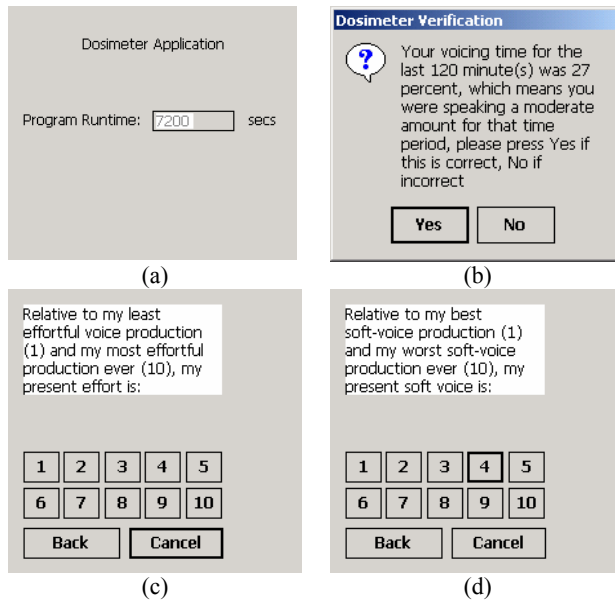 Dosimeter Application
Program Runtime: 7200 secs
(a)
Dosimeter Verification
?
Your voicing time for the
last 120 minute(s) was 27
percent, which means you
were speaking a moderate
amount for that time
period, please press Yes if
this is correct, No if
incorrect
Yes No
(b)
Relative to my least
effortful voice production
(1) and my most effortful
production ever (10), my
present effort is:
1 2 3 4 5
6 7 8 9 10
Back Cancel
(c)
Relative to my best
soft-voice production (1)
and my worst soft-voice
production ever (10), my
present soft voice is:
1 2 3 4 5
6 7 8 9 10
Back Cancel
(d)